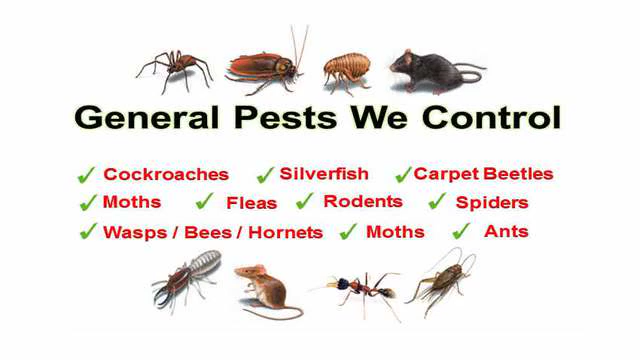 General Pests We Control
✓ Cockroaches ✓ Silverfish ✓ Carpet Beetles
✓ Moths ✓ Fleas ✓ Rodents ✓ Spiders
✓ Wasps / Bees / Hornets ✓ Moths ✓ Ants